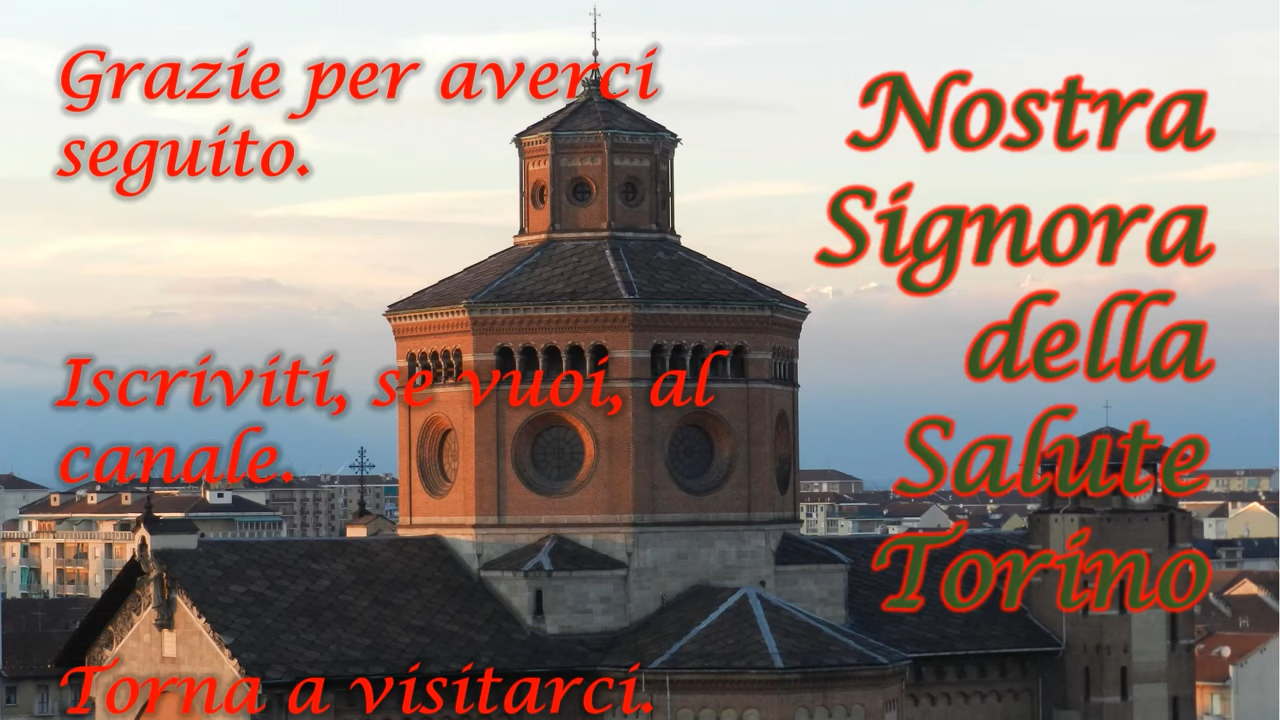 Grazie per averci
seguito.
Iscriviti, se vuoi, al
canale.
Torna a visitarci.
Nostra
Signora
della
Salute
Torino